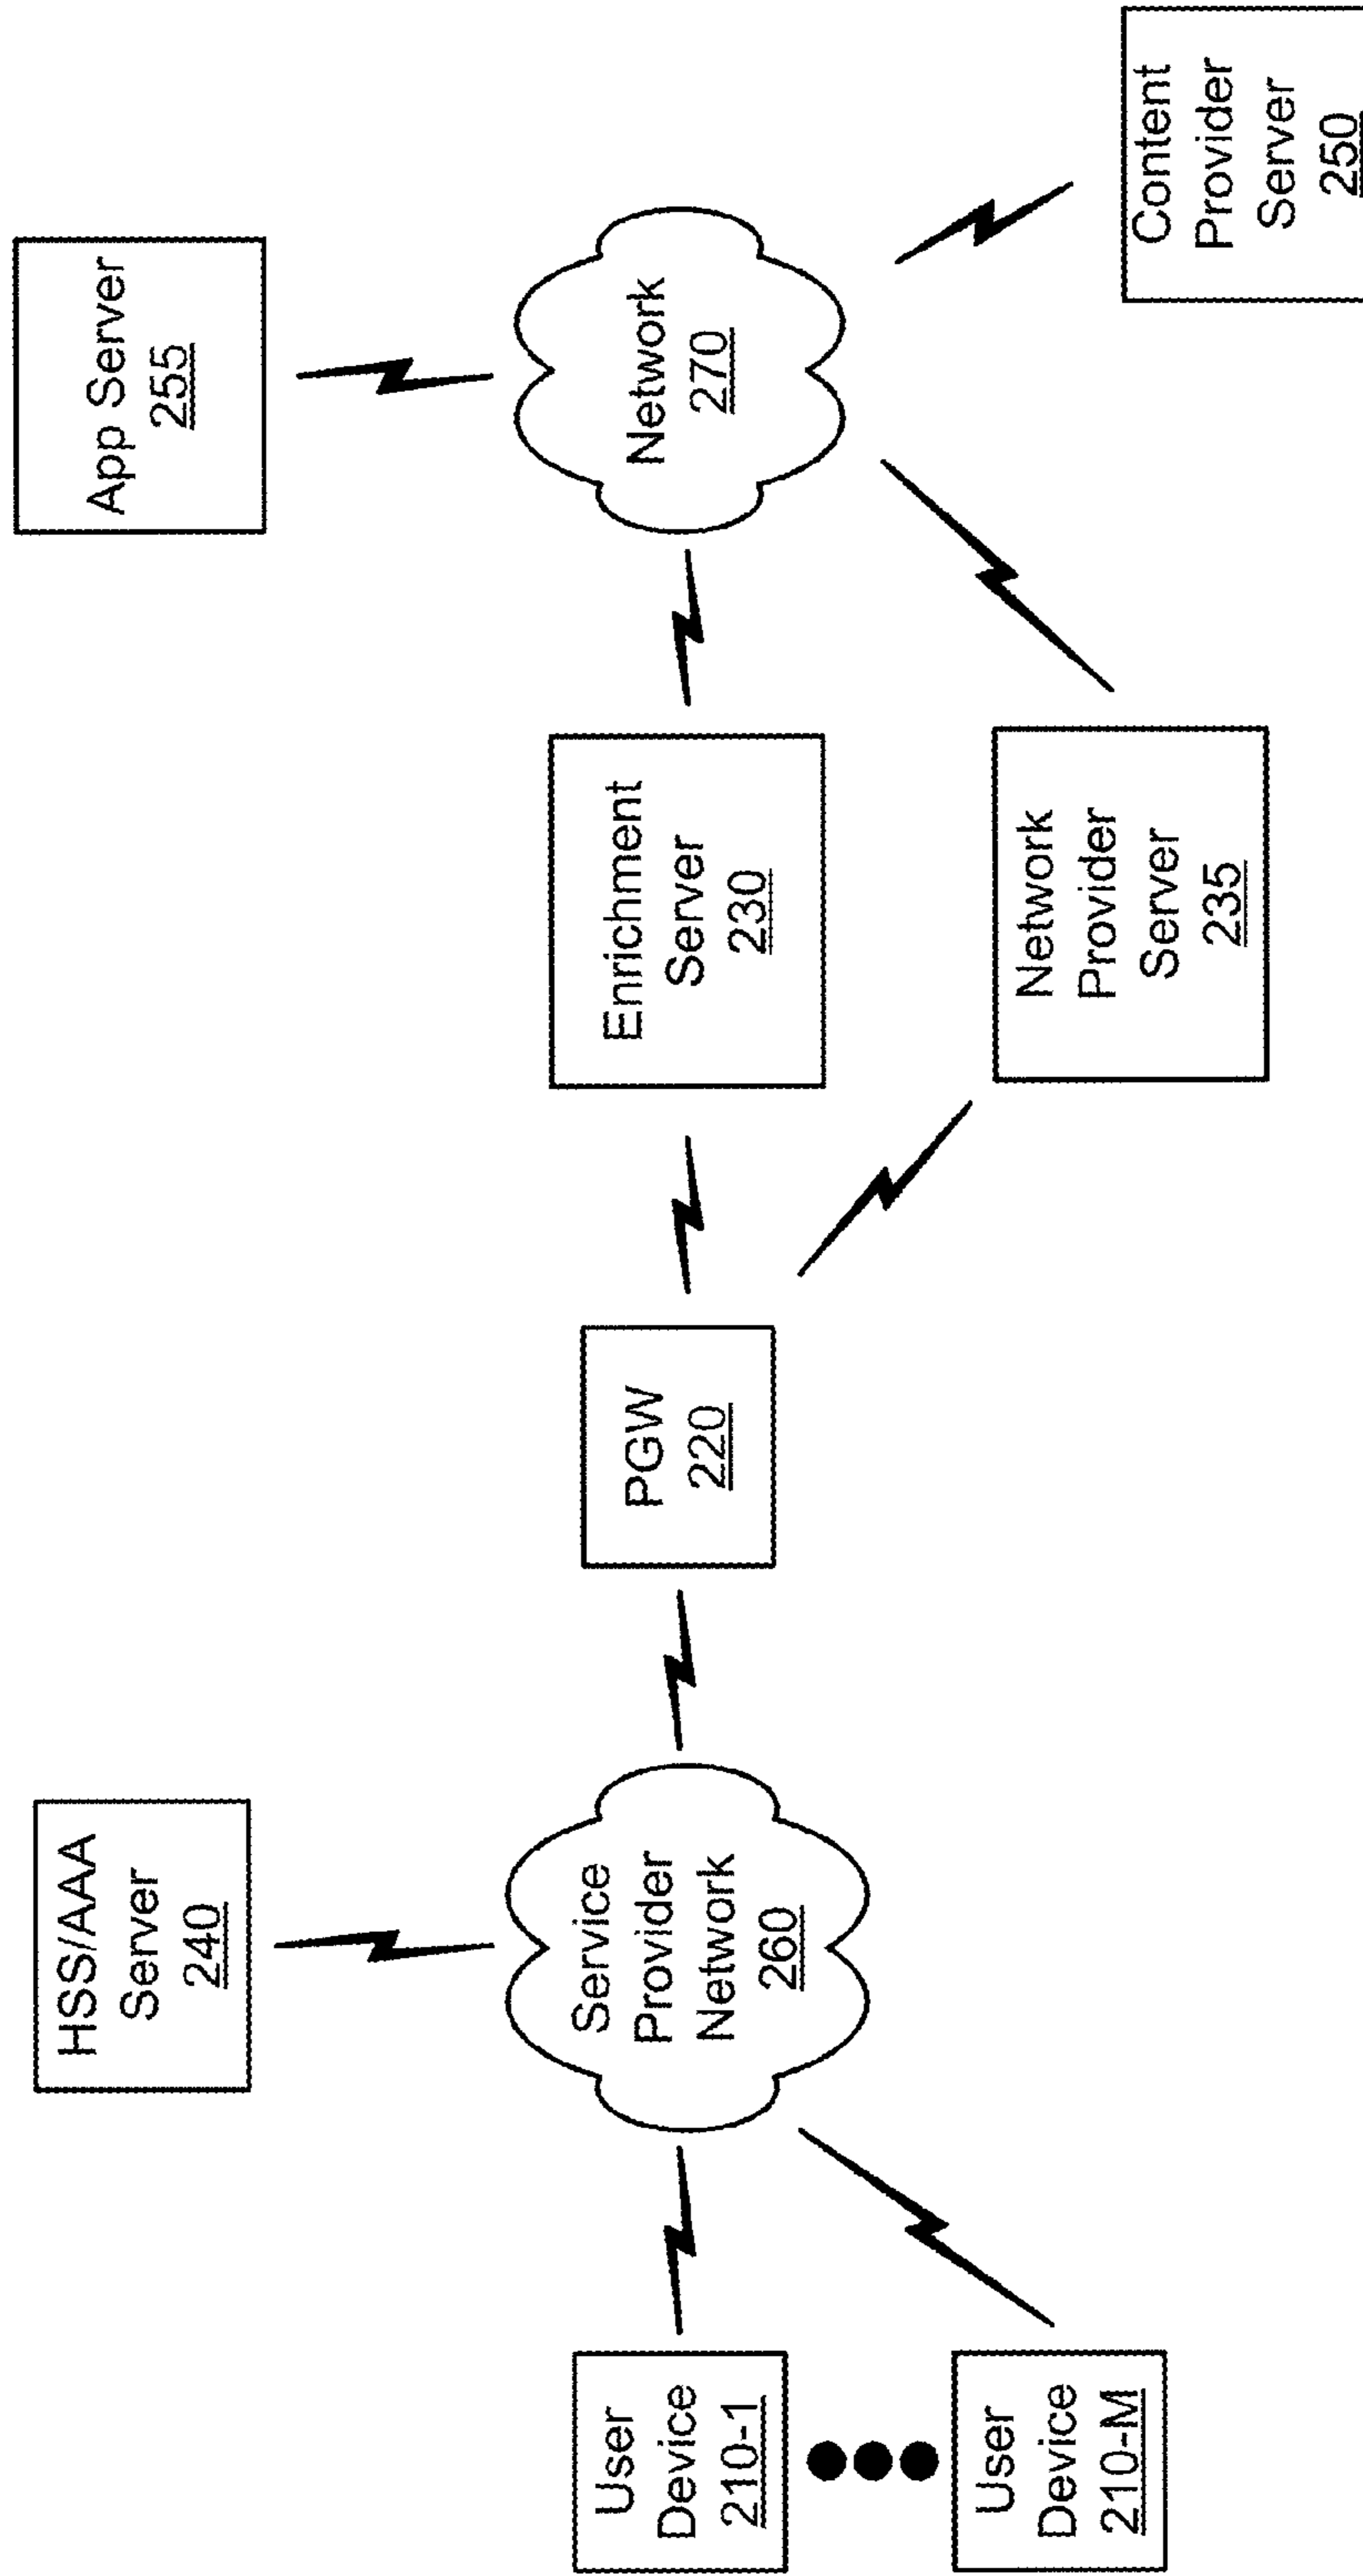 HSS/AAA
Server
240
App Server
255
User
Device
210-1
Service
Provider
Network
260
PGW
220
Enrichment
Server
230
Network
270
User
Device
210-M
Network
Provider
Server
235
Content
Provider
Server
250